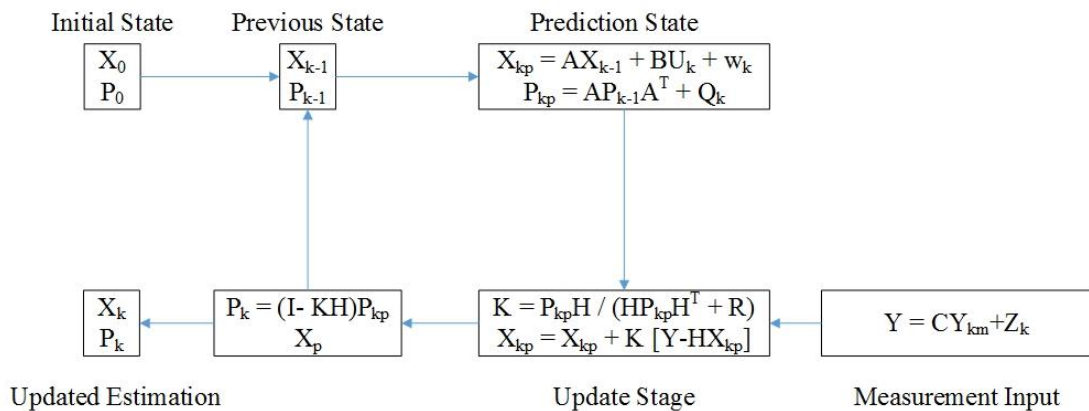 Initial State
Previous State
Prediction State
X₀
P₀
Xₖ₋₁
Pₖ₋₁
Xₖₚ = AXₖ₋₁ + BUₖ + wₖ
Pₖₚ = APₖ₋₁Aᵀ + Qₖ
Xₖ
Pₖ
Pₖ = (I- KH)Pₖₚ
Xₚ
K = PₖₚH / (HPₖₚHᵀ + R)
Xₖₚ = Xₖₚ + K [Y-HXₖₚ]
Y = CYₖₘ+Zₖ
Updated Estimation
Update Stage
Measurement Input